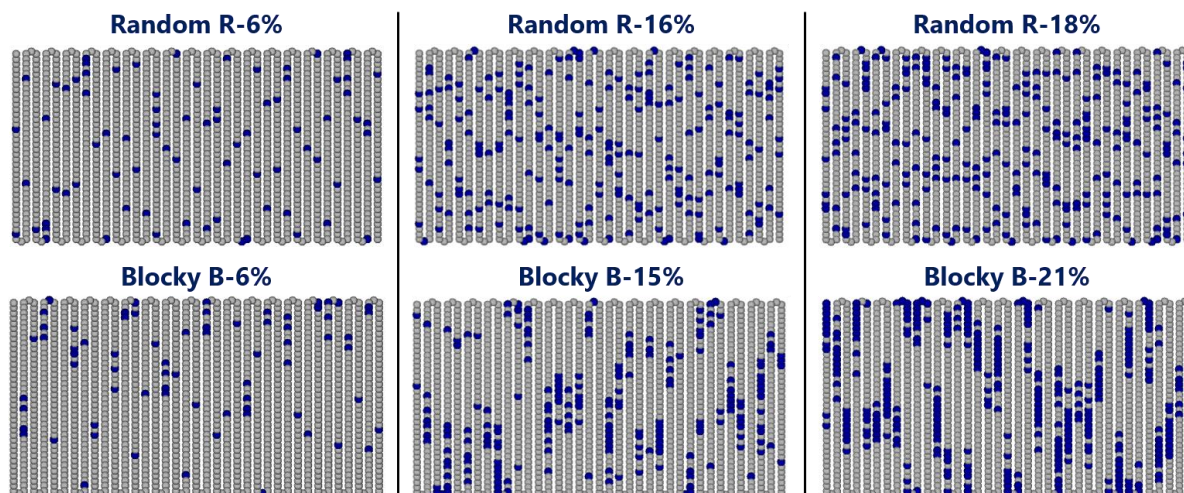 Random R-6%
Random R-16%
Random R-18%
Blocky B-6%
Blocky B-15%
Blocky B-21%